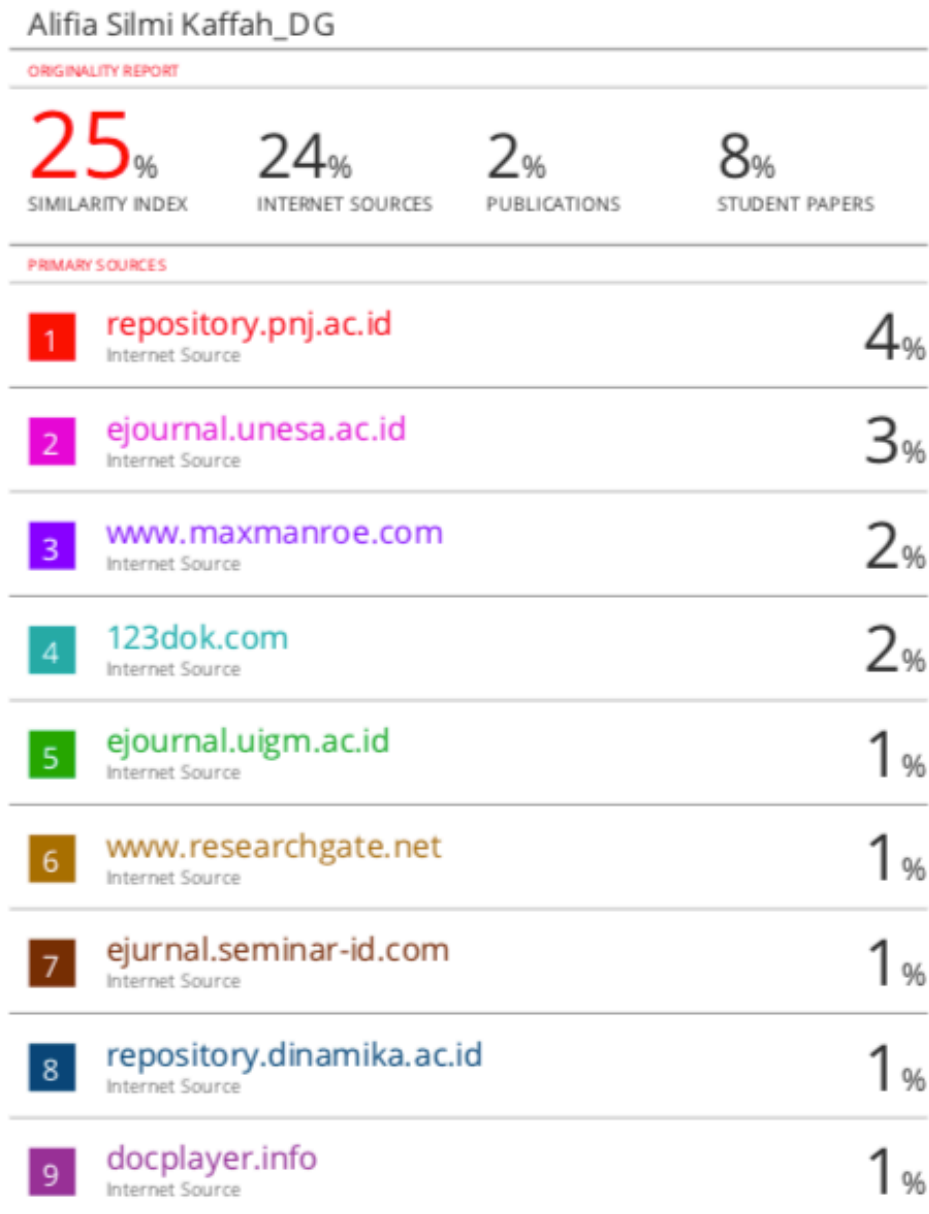 Alifia Silmi Kaffah_DG
ORIGINALITY REPORT
25% 24% 2% 8%
SIMILARITY INDEX INTERNET SOURCES PUBLICATIONS STUDENT PAPERS
PRIMARY SOURCES
1 repository.pnj.ac.id 4%
Internet Source
2 ejournal.unesa.ac.id 3%
Internet Source
3 www.maxmanroe.com 2%
Internet Source
4 123dok.com 2%
Internet Source
5 ejournal.uigm.ac.id 1%
Internet Source
6 www.researchgate.net 1%
Internet Source
7 ejurnal.seminar-id.com 1%
Internet Source
8 repository.dinamika.ac.id 1%
Internet Source
9 docplayer.info 1%
Internet Source